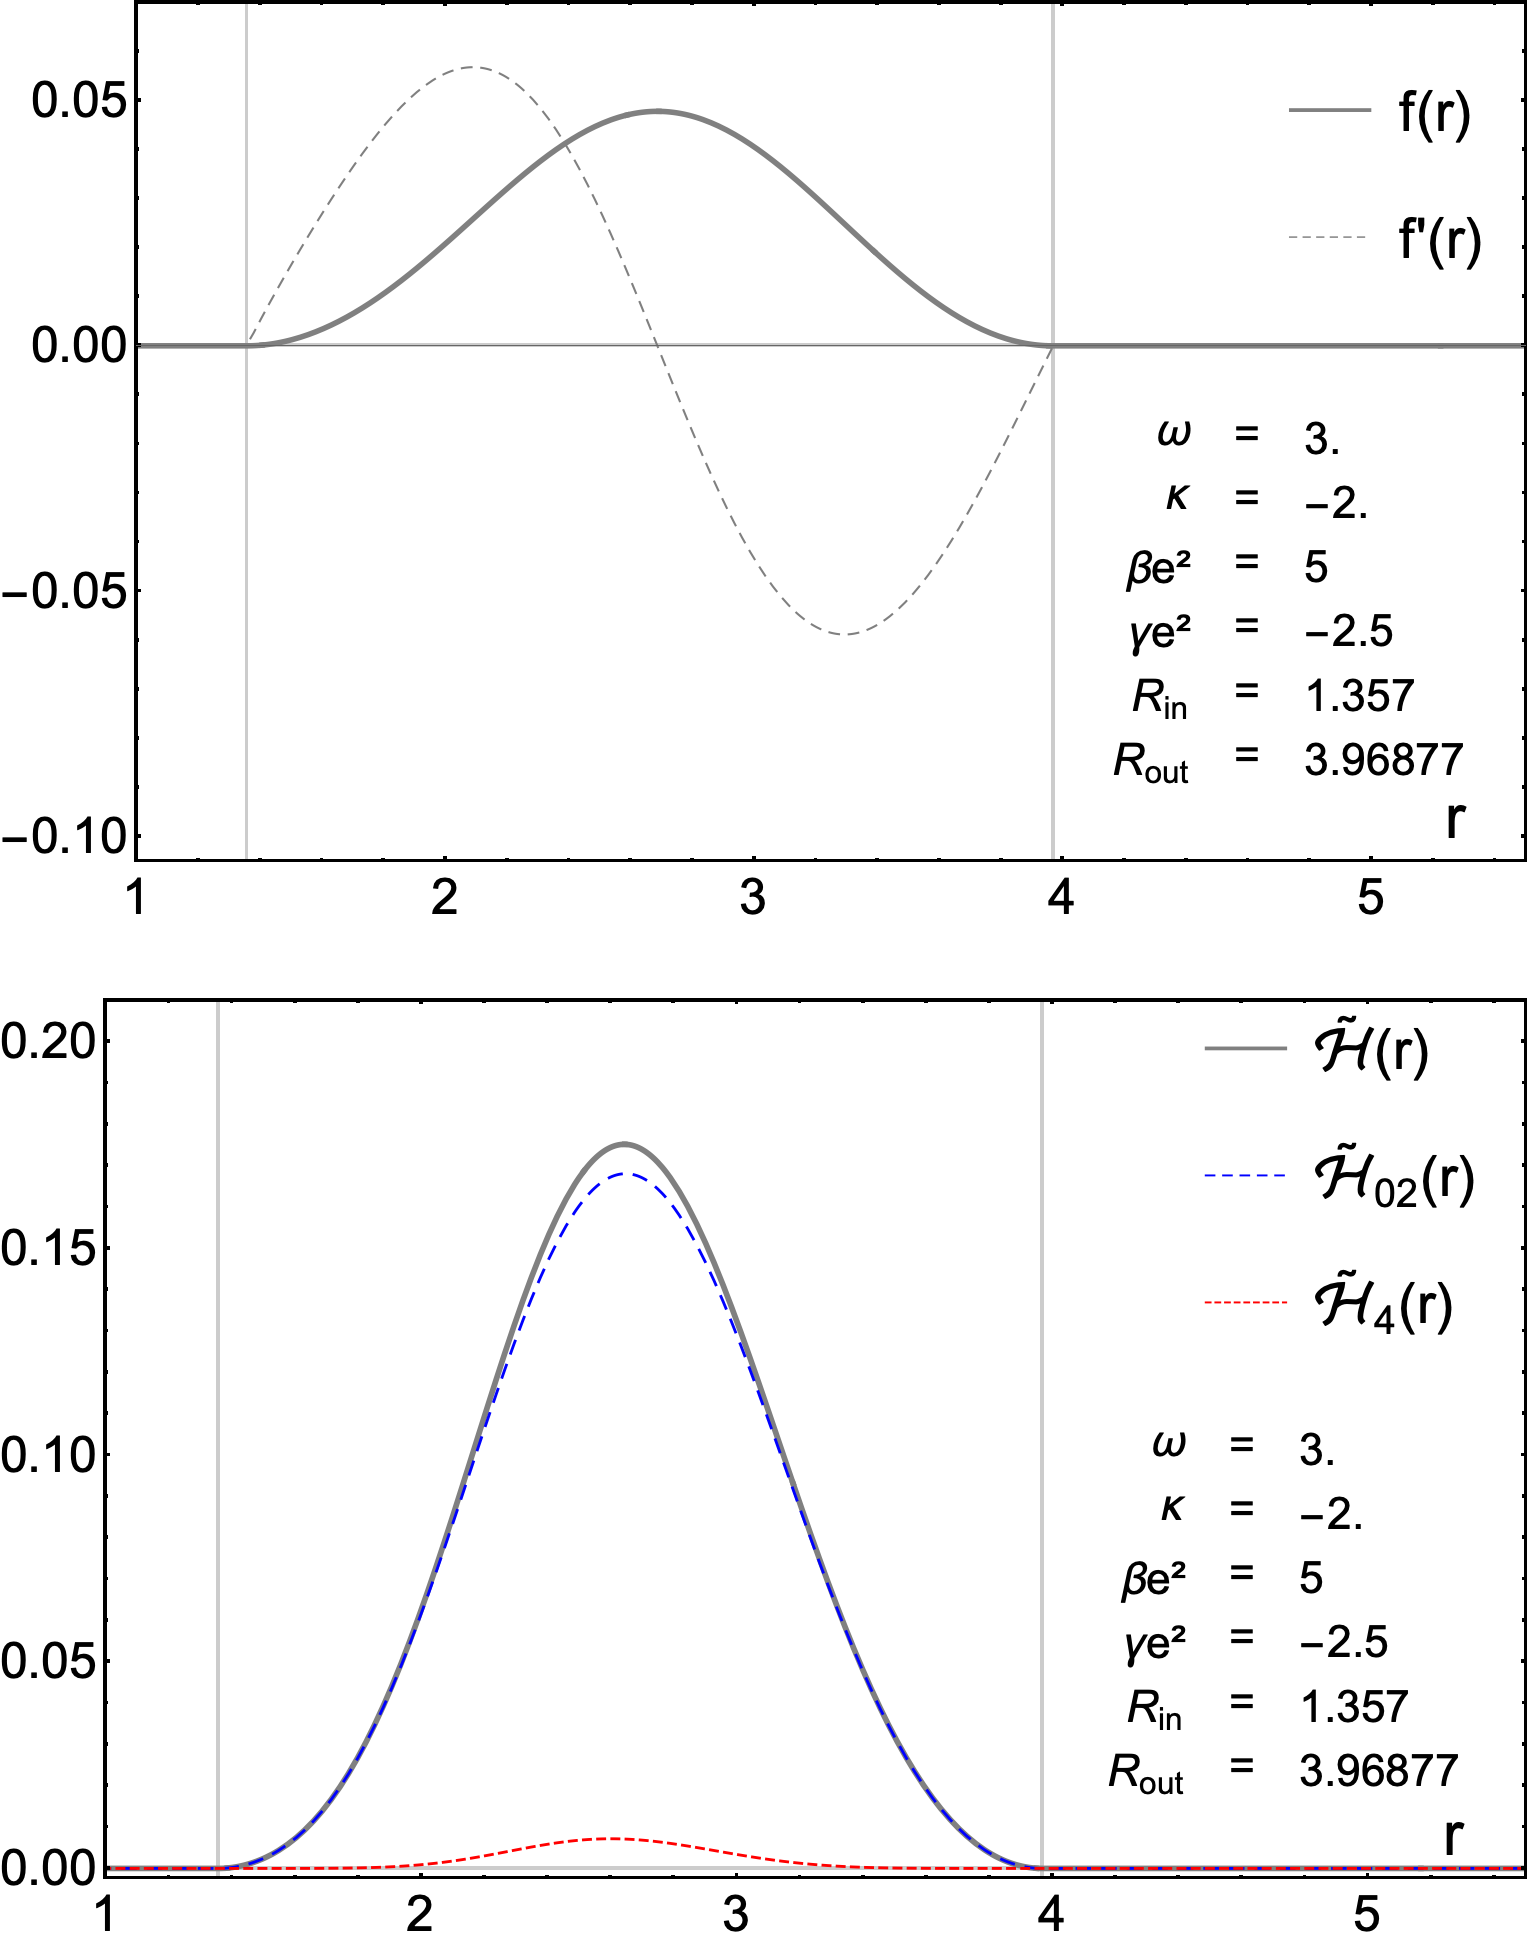 0.05
0.00
−0.05
−0.10
f(r)
f'(r)
ω = 3.
κ = −2.
βe² = 5
γe² = −2.5
R_in = 1.357
R_out = 3.96877
r
1 2 3 4 5
0.20
0.15
0.10
0.05
0.00
ℋ̃(r)
ℋ̃₀₂(r)
ℋ̃₄(r)
ω = 3.
κ = −2.
βe² = 5
γe² = −2.5
R_in = 1.357
R_out = 3.96877
r
1 2 3 4 5